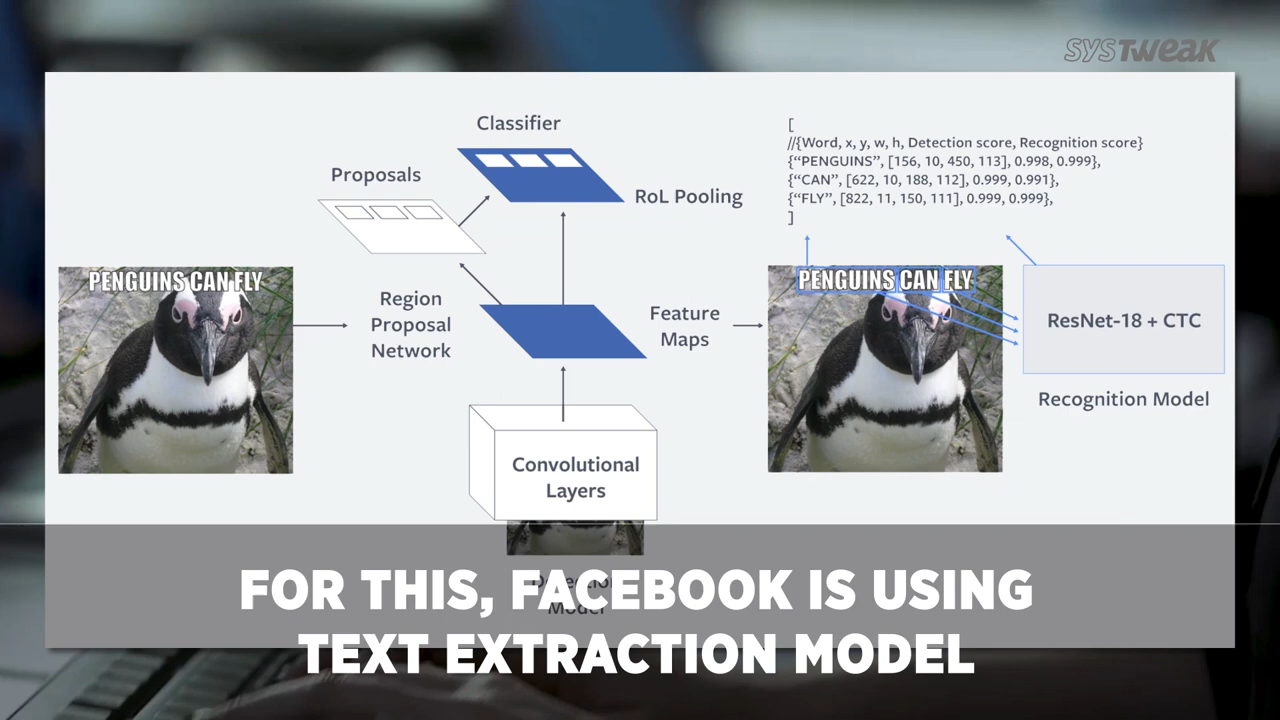 SYSTWEAK
Classifier
Proposals
RoL Pooling
[
//{Word, x, y, w, h, Detection score, Recognition score}
{“PENGUINS”, [156, 10, 450, 113], 0.998, 0.999},
{“CAN”, [622, 10, 188, 112], 0.999, 0.991},
{“FLY”, [822, 11, 150, 111], 0.999, 0.999},
]
PENGUINS CAN FLY
Region
Proposal
Network
Feature
Maps
PENGUINS CAN FLY
ResNet-18 + CTC
Recognition Model
Convolutional
Layers
Model
FOR THIS, FACEBOOK IS USING
TEXT EXTRACTION MODEL